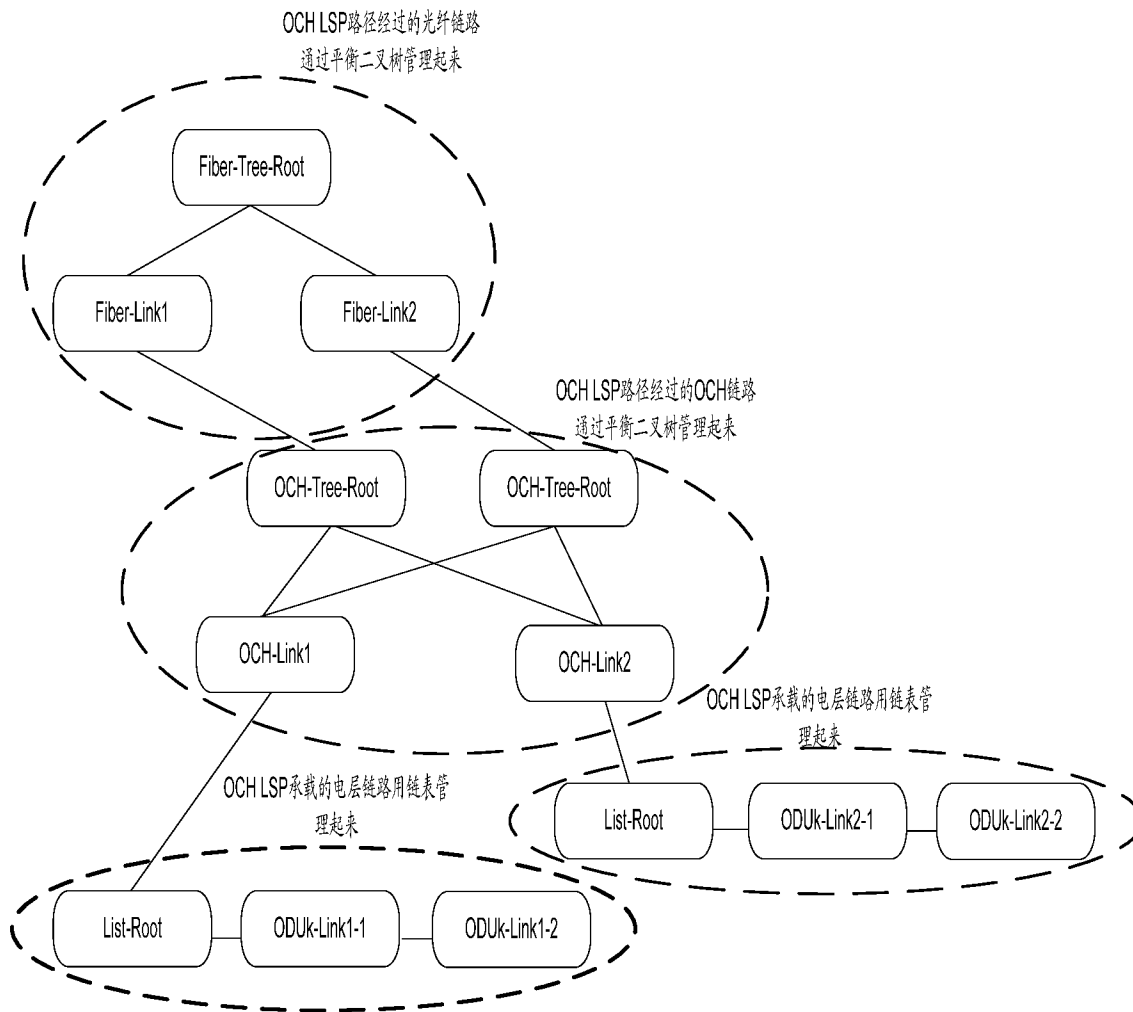 OCH LSP路径经过的光纤链路
通过平衡二叉树管理起来
Fiber-Tree-Root
Fiber-Link1
Fiber-Link2
OCH LSP路径经过的OCH链路
通过平衡二叉树管理起来
OCH-Tree-Root
OCH-Tree-Root
OCH-Link1
OCH-Link2
OCH LSP承载的电层链路用链表管
理起来
List-Root
ODUk-Link2-1
ODUk-Link2-2
OCH LSP承载的电层链路用链表管
理起来
List-Root
ODUk-Link1-1
ODUk-Link1-2